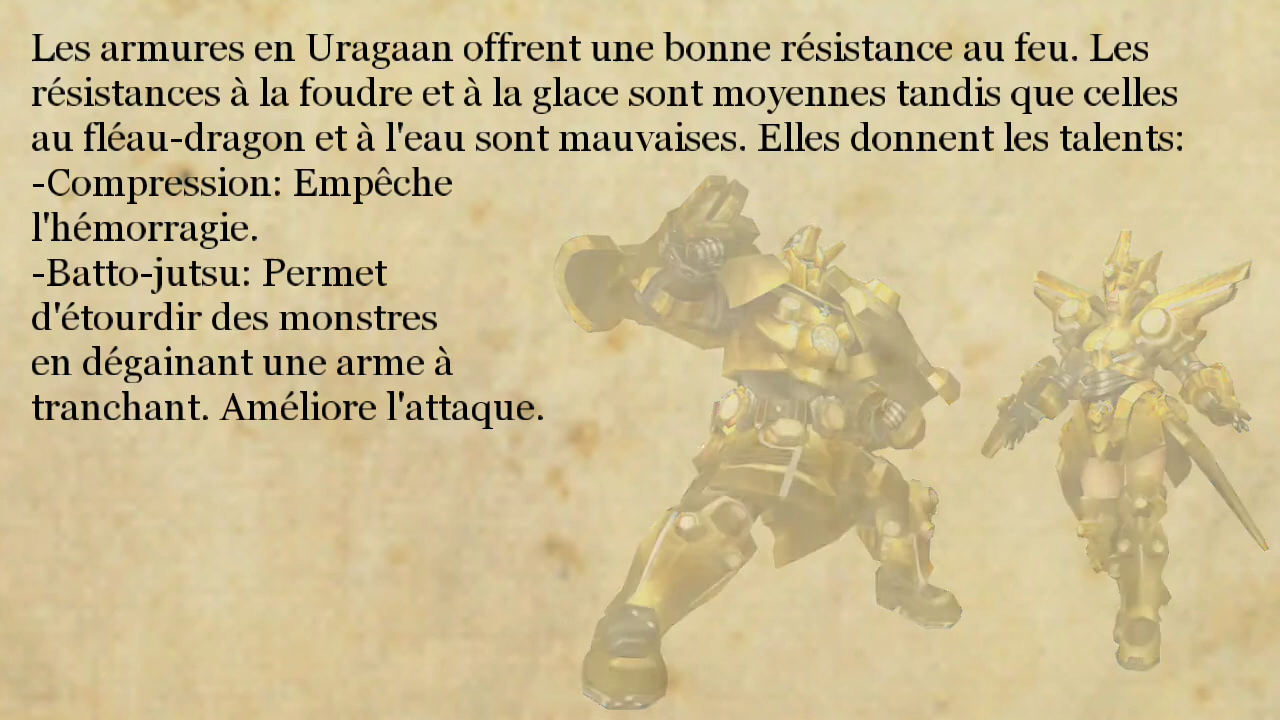 Les armures en Uragaan offrent une bonne résistance au feu. Les
résistances à la foudre et à la glace sont moyennes tandis que celles
au fléau-dragon et à l'eau sont mauvaises. Elles donnent les talents:
-Compression: Empêche
l'hémorragie.
-Batto-jutsu: Permet
d'étourdir des monstres
en dégainant une arme à
tranchant. Améliore l'attaque.